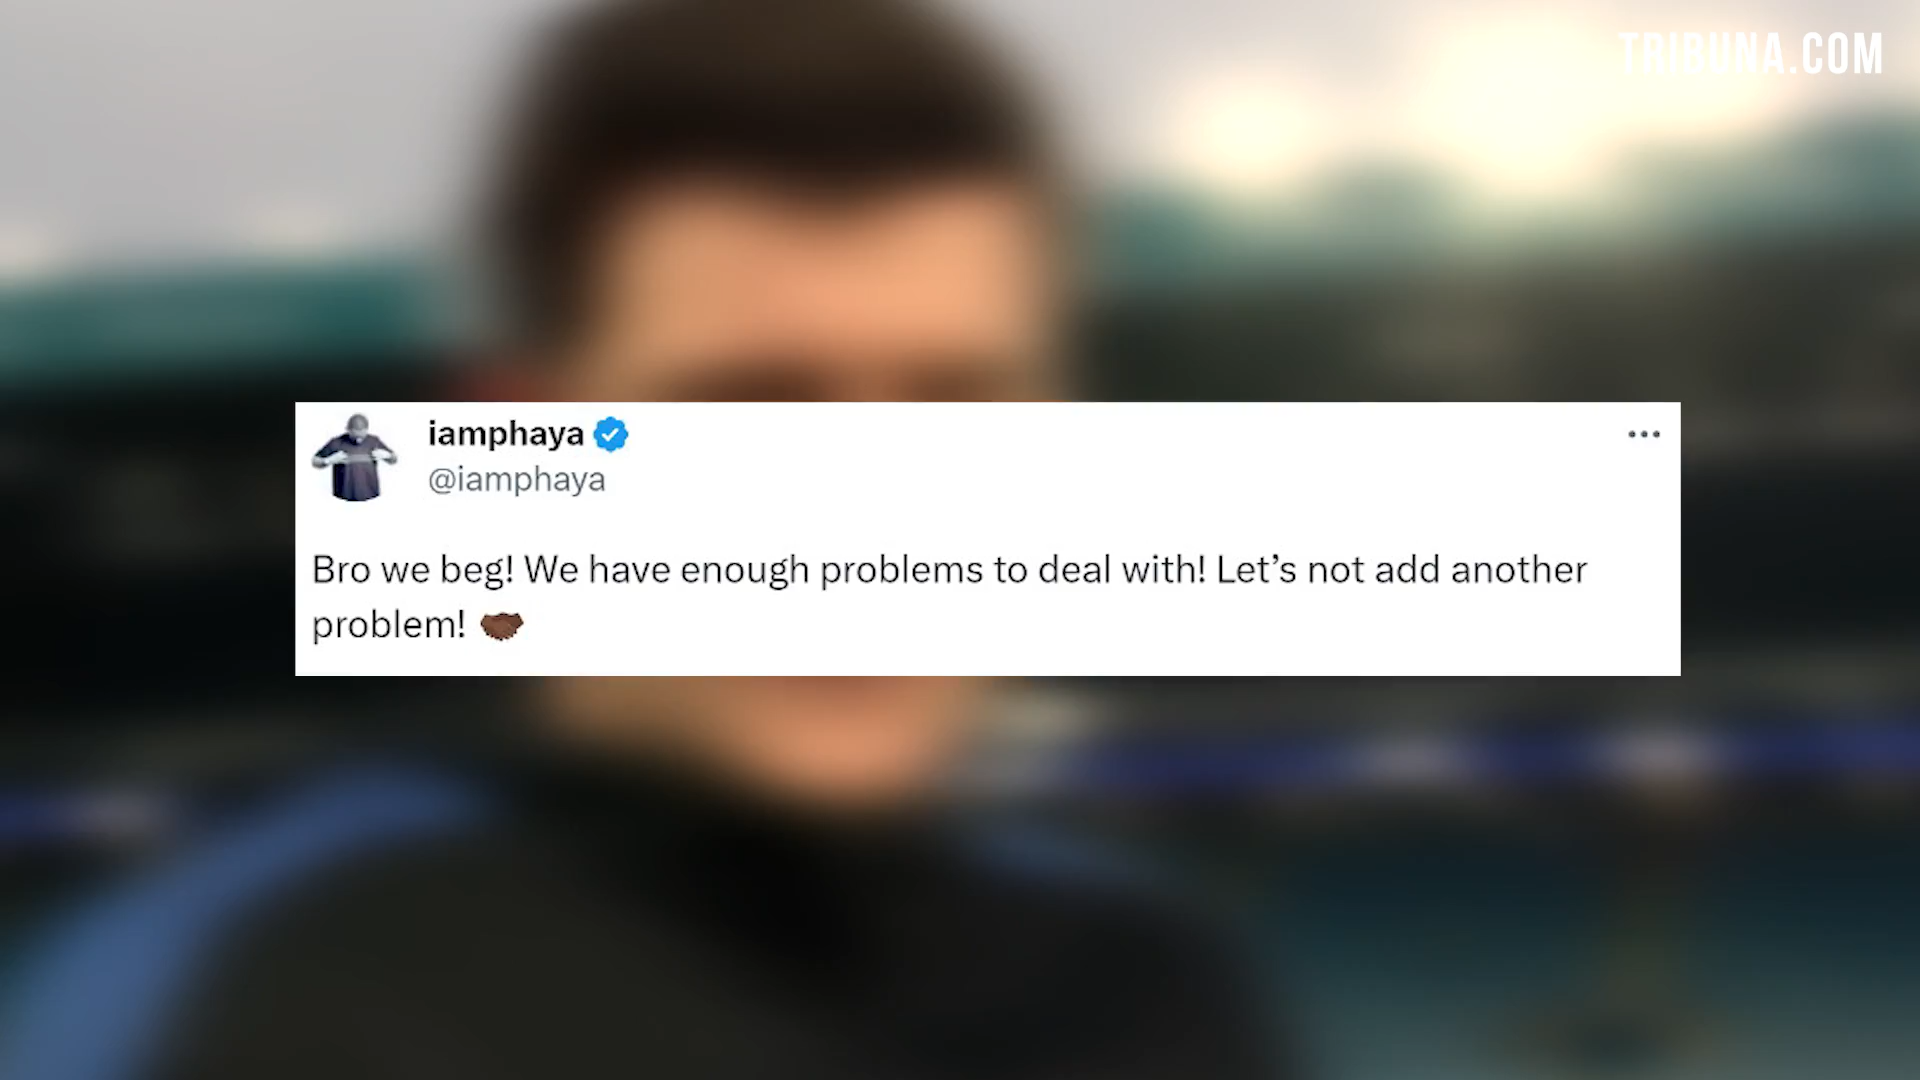 TRIBUNA.COM
iamphaya
@iamphaya
Bro we beg! We have enough problems to deal with! Let’s not add another
problem! 🤝🏿